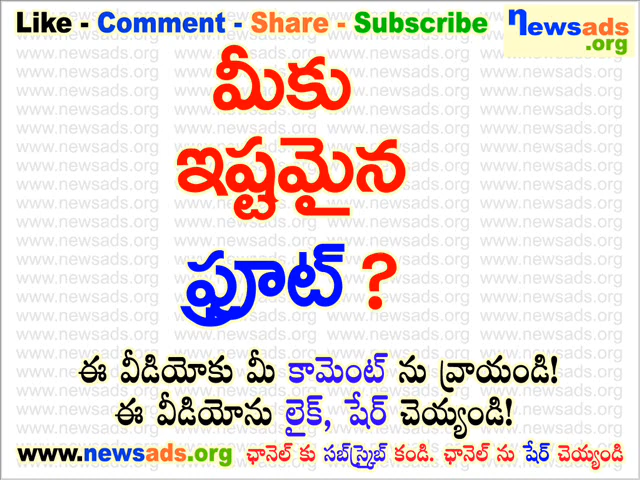 Like - Comment - Share - Subscribe
newsads
.org
మీకు
ఇష్టమైన
ఫ్రూట్ ?
ఈ వీడియోకు మీ కామెంట్ ను వ్రాయండి!
ఈ వీడియోను లైక్, షేర్ చెయ్యండి!
www.newsads.org ఛానెల్ కు సబ్‌స్క్రైబ్ కండి. ఛానెల్ ను షేర్ చెయ్యండి